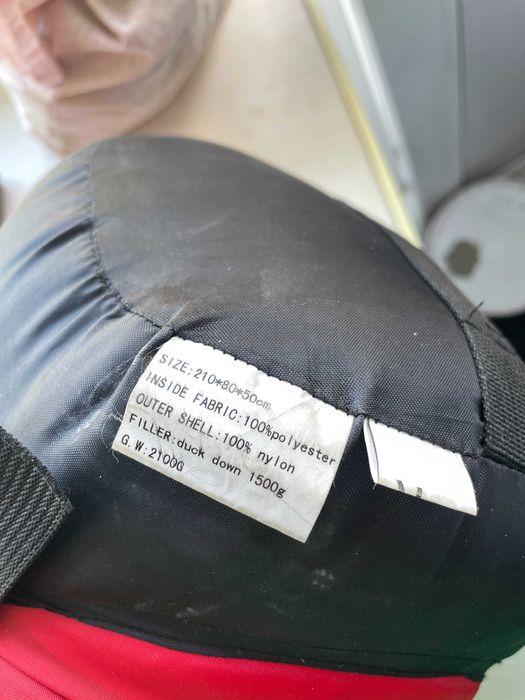 SIZE:210*80*50cm
INSIDE FABRIC:100%polyester
OUTER SHELL:100% nylon
FILLER:duck down 1500g
G.W:2100G